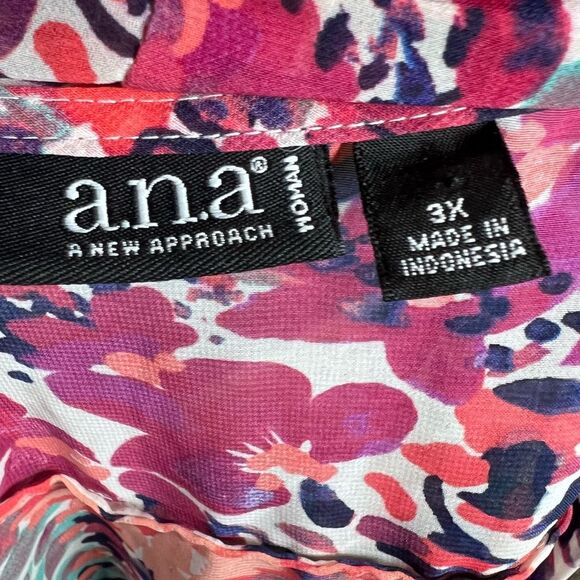 a.n.a®
A NEW APPROACH
WOMAN
3X
MADE IN
INDONESIA